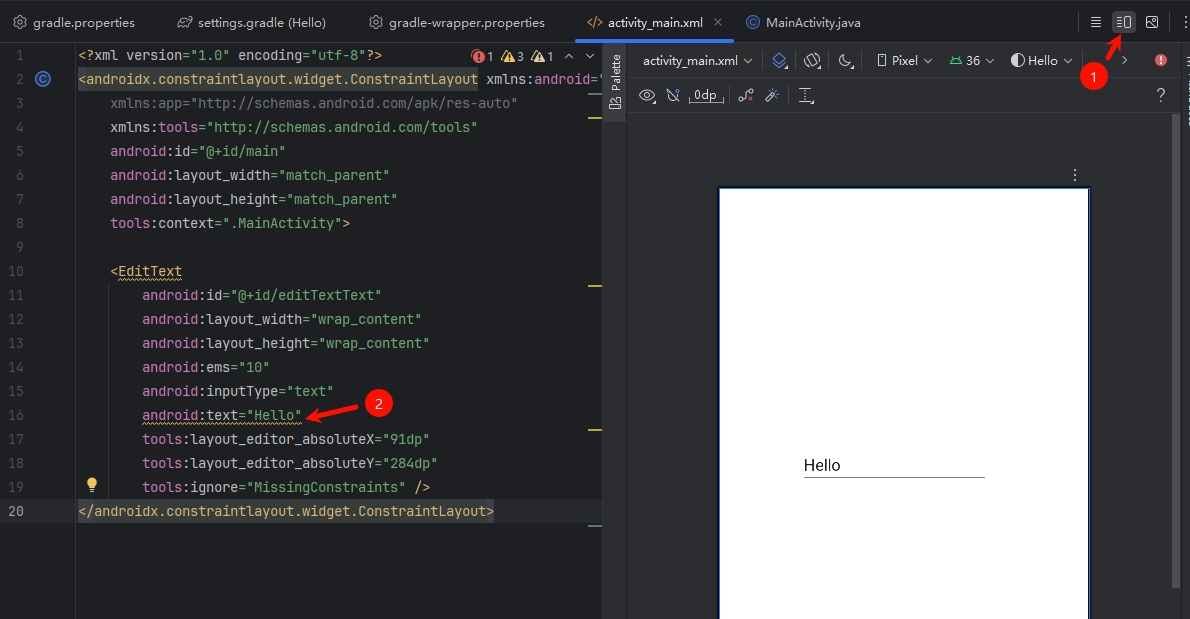 gradle.properties
settings.gradle (Hello)
gradle-wrapper.properties
</> activity_main.xml
MainActivity.java
1 <?xml version="1.0" encoding="utf-8"?>
1 3 1
2 <androidx.constraintlayout.widget.ConstraintLayout xmlns:android="
3 xmlns:app="http://schemas.android.com/apk/res-auto"
4 xmlns:tools="http://schemas.android.com/tools"
5 android:id="@+id/main"
6 android:layout_width="match_parent"
7 android:layout_height="match_parent"
8 tools:context=".MainActivity">
9
10 <EditText
11 android:id="@+id/editTextText"
12 android:layout_width="wrap_content"
13 android:layout_height="wrap_content"
14 android:ems="10"
15 android:inputType="text"
16 android:text="Hello"
2
17 tools:layout_editor_absoluteX="91dp"
18 tools:layout_editor_absoluteY="284dp"
19 tools:ignore="MissingConstraints" />
20 </androidx.constraintlayout.widget.ConstraintLayout>
Palette
activity_main.xml
Pixel
36
Hello
1
0dp
?
Hello